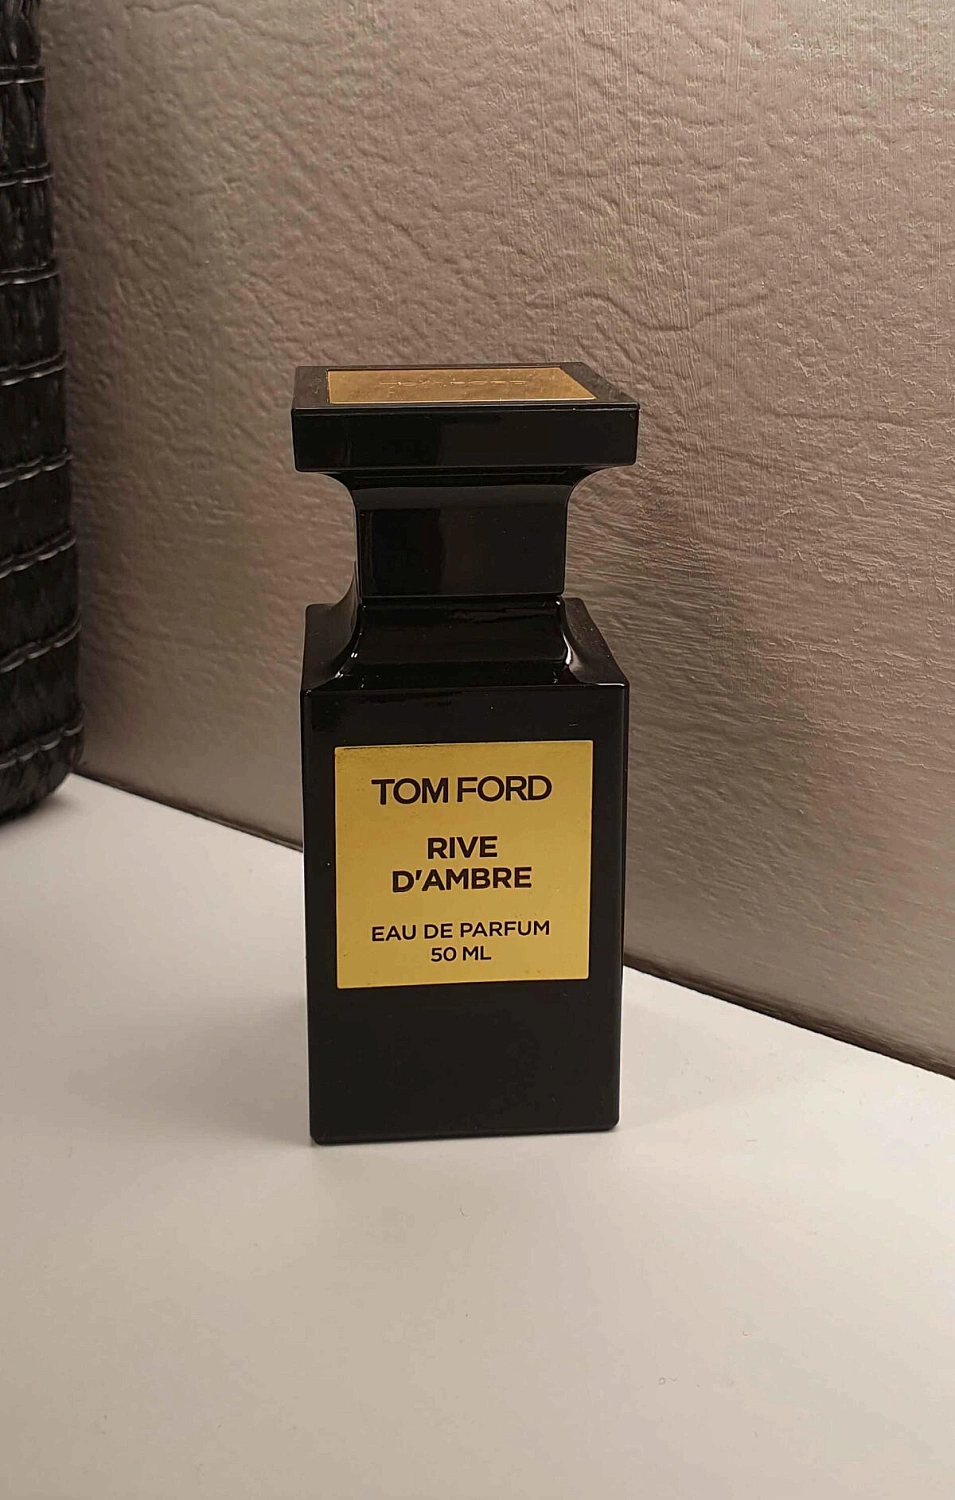 TOM FORD
RIVE
D'AMBRE
EAU DE PARFUM
50 ML